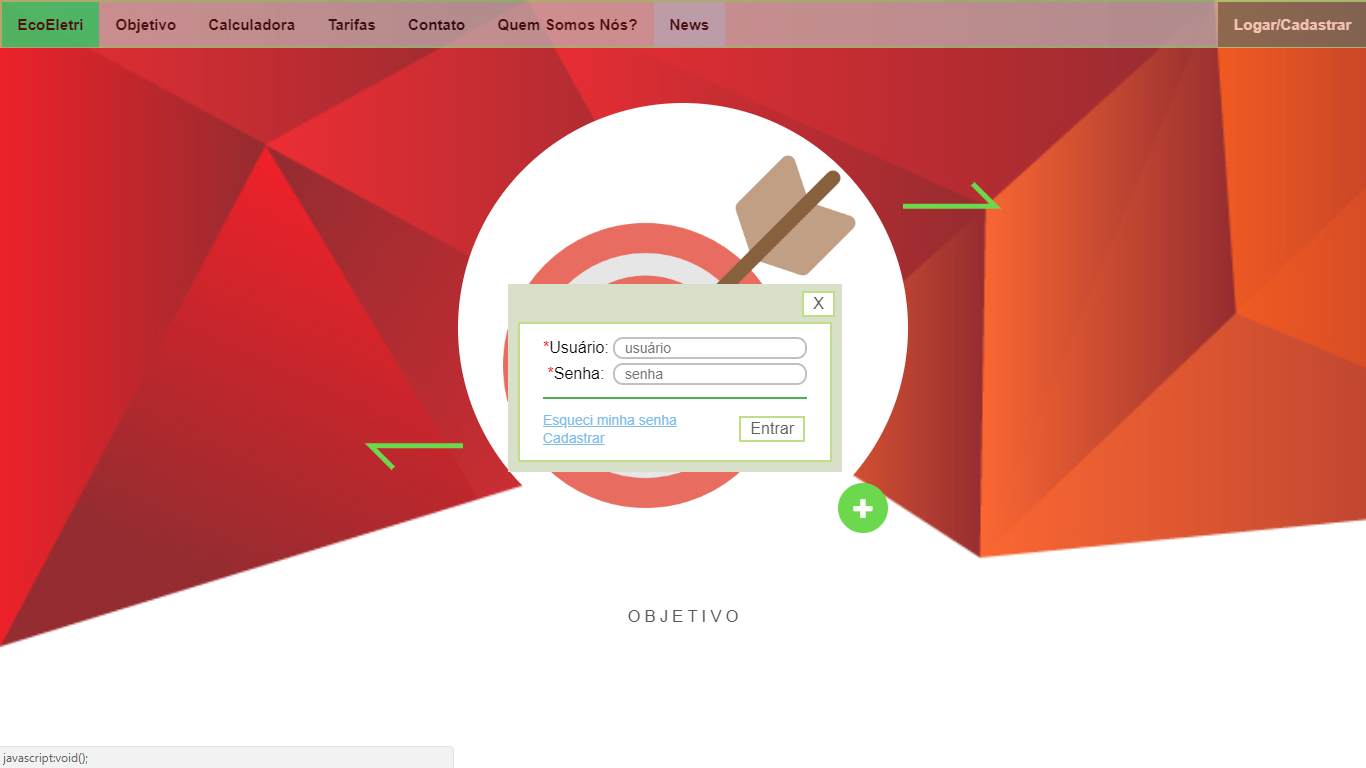 EcoEletri Objetivo Calculadora Tarifas Contato Quem Somos Nós? News Logar/Cadastrar
X
*Usuário: usuário
*Senha: senha
Esqueci minha senha
Cadastrar
Entrar
OBJETIVO
javascript:void();